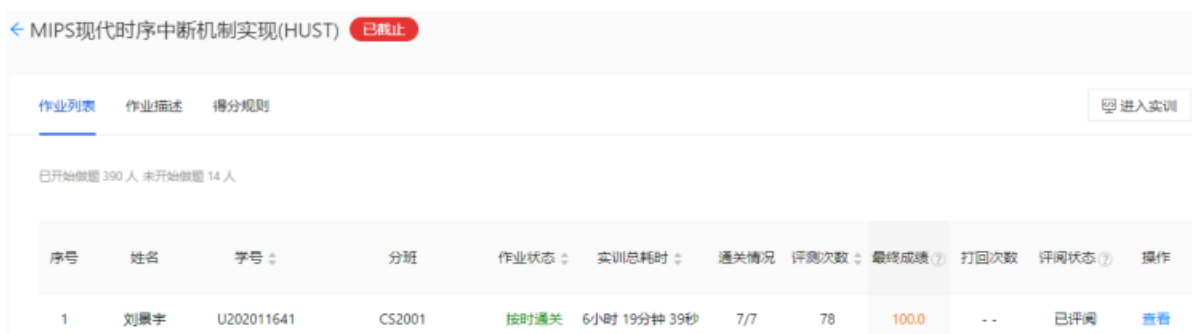 ← MIPS现代时序中断机制实现(HUST) 已截止
作业列表 作业描述 得分规则 进入实训
已开始做题 390 人 未开始做题 14 人
序号 姓名 学号 分班 作业状态 实训总耗时 通关情况 评测次数 最终成绩 打回次数 评阅状态 操作
1 刘景宇 U202011641 CS2001 按时通关 6小时 19分钟 39秒 7/7 78 100.0 -- 已评阅 查看